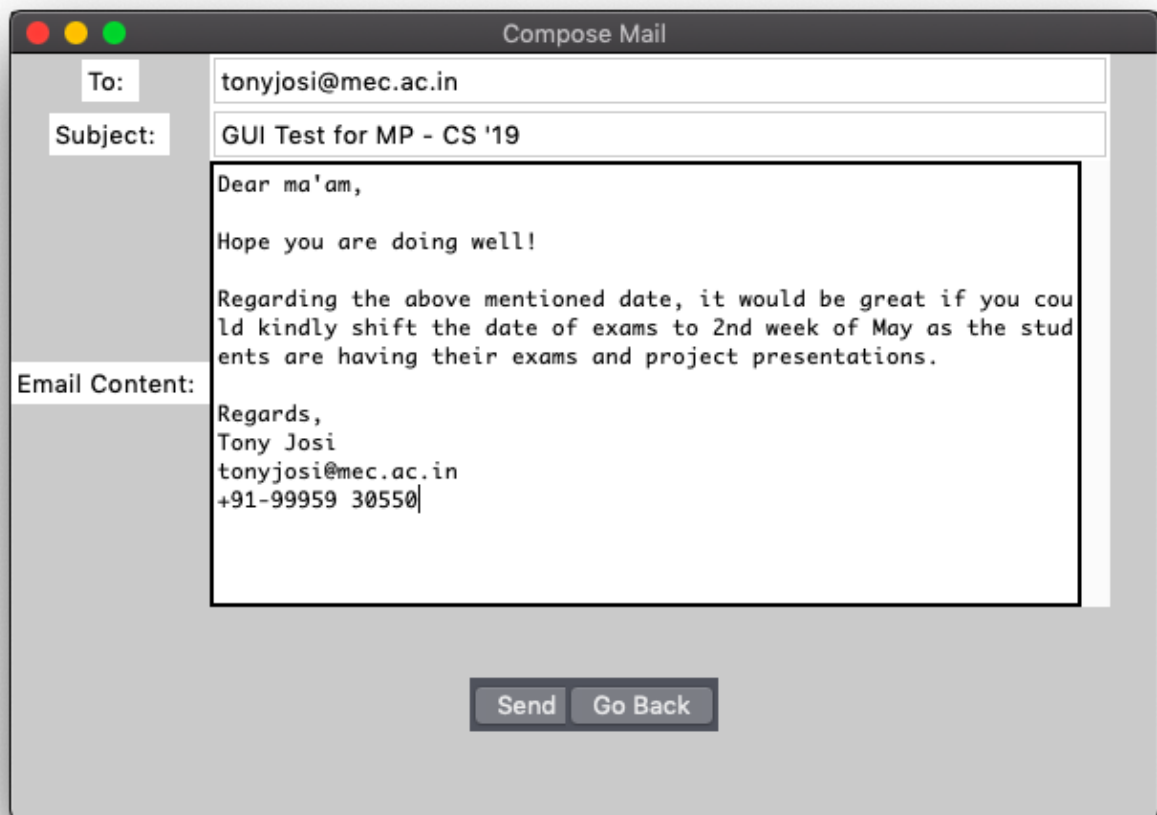 Compose Mail
To:
tonyjosi@mec.ac.in
Subject:
GUI Test for MP - CS '19
Email Content:
Dear ma'am,
Hope you are doing well!
Regarding the above mentioned date, it would be great if you cou
ld kindly shift the date of exams to 2nd week of May as the stud
ents are having their exams and project presentations.
Regards,
Tony Josi
tonyjosi@mec.ac.in
+91-99959 30550
Send
Go Back